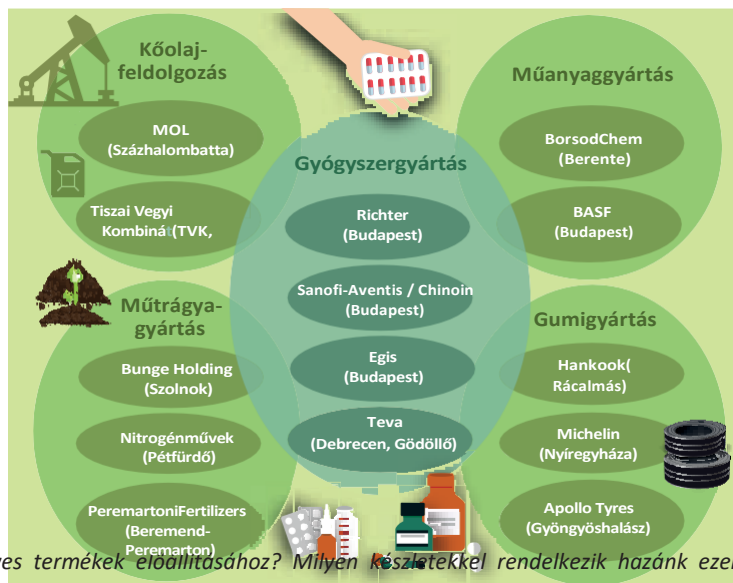 Kőolaj-
feldolgozás
MOL
(Százhalombatta)
Tiszai Vegyi
Kombinát(TVK,
Gyógyszergyártás
Richter
(Budapest)
Sanofi-Aventis / Chinoin
(Budapest)
Egis
(Budapest)
Teva
(Debrecen, Gödöllő)
Műanyaggyártás
BorsodChem
(Berente)
BASF
(Budapest)
Műtrágya-
gyártás
Bunge Holding
(Szolnok)
Nitrogénművek
(Pétfürdő)
PeremartoniFertilizers
(Beremend-
Peremarton)
Gumigyártás
Hankook(
Rácalmás)
Michelin
(Nyíregyháza)
Apollo Tyres
(Gyöngyöshalász)
termékek előállításához? Milyen készletekkel rendelkezik hazánk